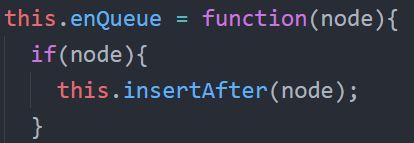 this.enQueue = function(node){
if(node){
this.insertAfter(node);
}